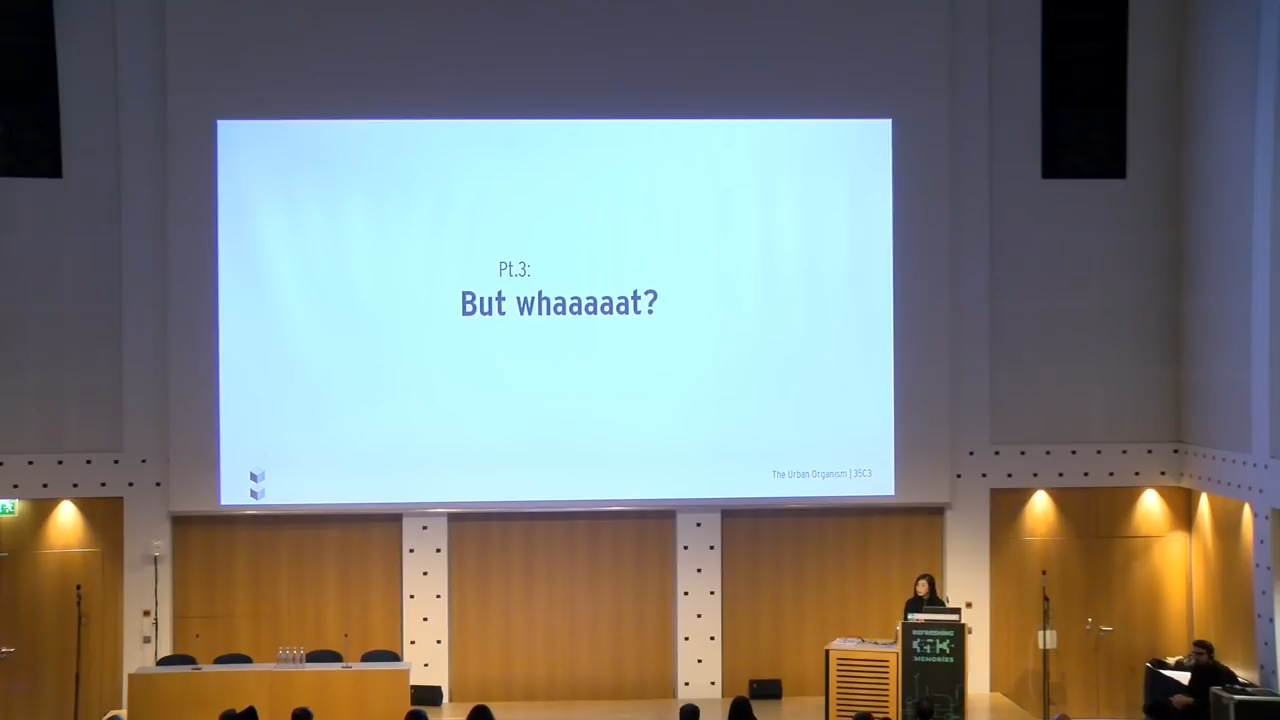 Pt.3:
But whaaaaat?
The Urban Organism | 35C3
REFRESHING
MEMORIES